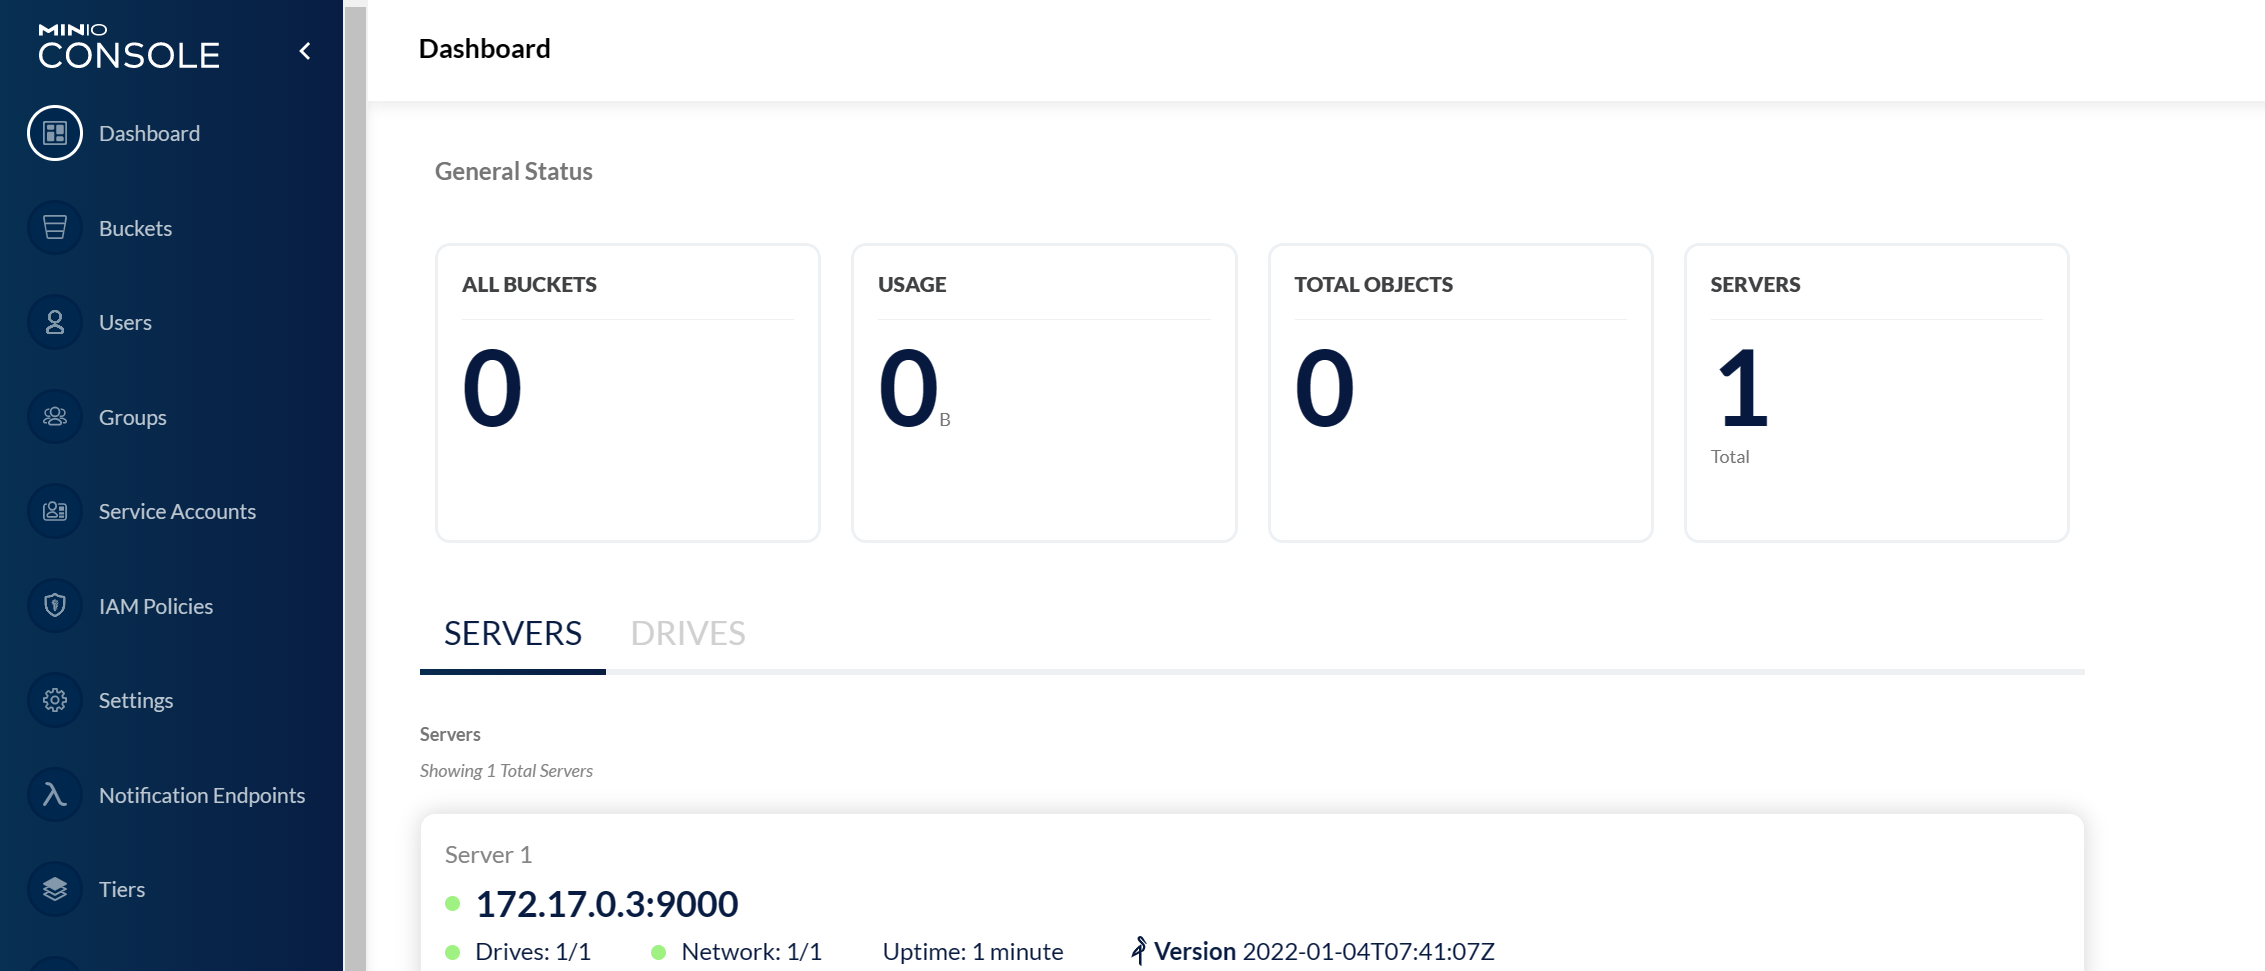 MINIO
CONSOLE
Dashboard
Buckets
Users
Groups
Service Accounts
IAM Policies
Settings
Notification Endpoints
Tiers
Dashboard
General Status
ALL BUCKETS
0
USAGE
0 B
TOTAL OBJECTS
0
SERVERS
1
Total
SERVERS DRIVES
Servers
Showing 1 Total Servers
Server 1
172.17.0.3:9000
Drives: 1/1 Network: 1/1 Uptime: 1 minute Version 2022-01-04T07:41:07Z